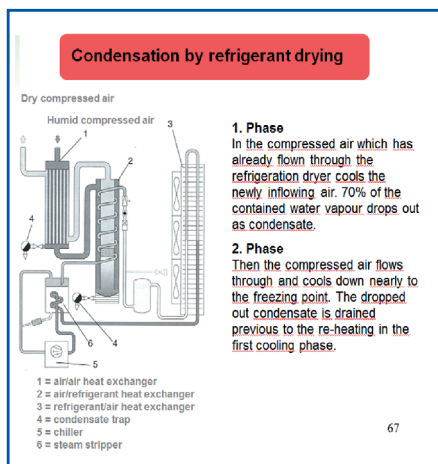 Condensation by refrigerant drying
Dry compressed air
Humid compressed air
1
2
3
4
4
5
6
1 = air/air heat exchanger
2 = air/refrigerant heat exchanger
3 = refrigerant/air heat exchanger
4 = condensate trap
5 = chiller
6 = steam stripper
1. Phase
In the compressed air which has
already flown through the
refrigeration dryer cools the
newly inflowing air. 70% of the
contained water vapour drops out
as condensate.
2. Phase
Then the compressed air flows
through and cools down nearly to
the freezing point. The dropped
out condensate is drained
previous to the re-heating in the
first cooling phase.
67